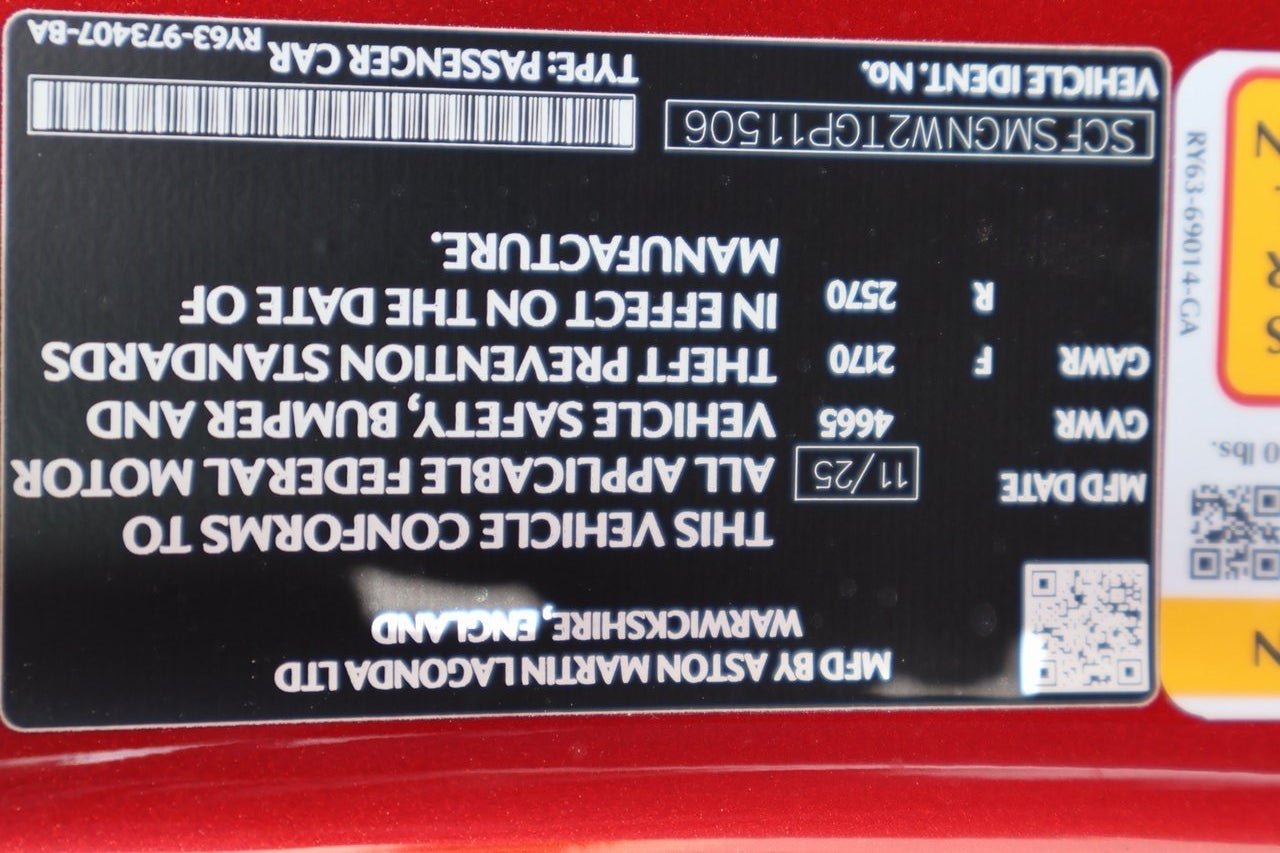 MFD BY ASTON MARTIN LAGONDA LTD
WARWICKSHIRE, ENGLAND
THIS VEHICLE CONFORMS TO
ALL APPLICABLE FEDERAL MOTOR
VEHICLE SAFETY, BUMPER AND
THEFT PREVENTION STANDARDS
IN EFFECT ON THE DATE OF
MANUFACTURE.
MFD DATE 11/25
GVWR 4665
GAWR F 2170
R 2570
VEHICLE IDENT. No.
SCFSMGNW2TGP11506
TYPE: PASSENGER CAR
RY63-973407-BA
RY63-69014-GA
0 lbs.
N
S
R
N